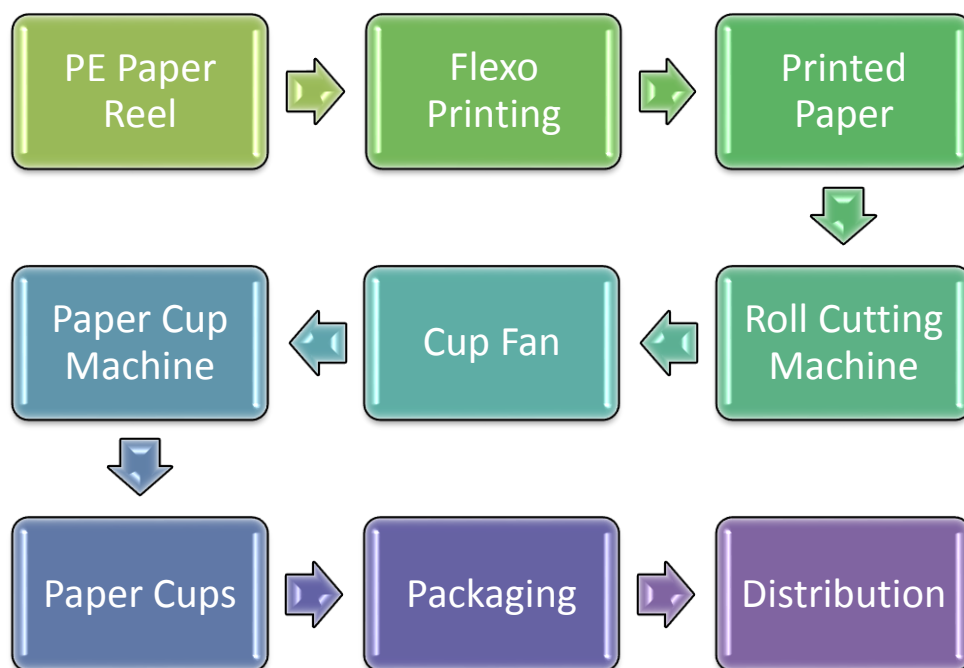 PE Paper
Reel
Flexo
Printing
Printed
Paper
Roll Cutting
Machine
Cup Fan
Paper Cup
Machine
Paper Cups
Packaging
Distribution